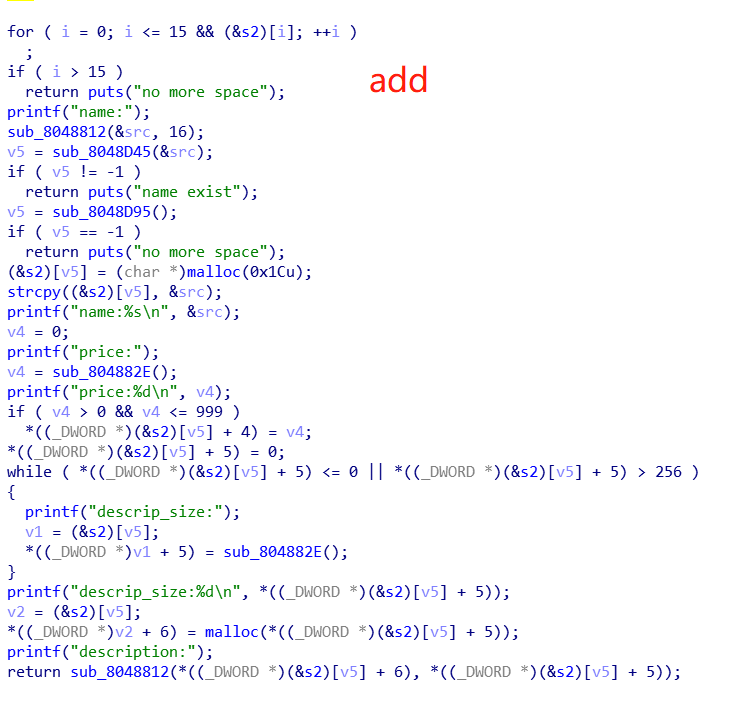 for ( i = 0; i <= 15 && (&s2)[i]; ++i )
  ;
if ( i > 15 )
  return puts("no more space");
add
printf("name:");
sub_8048812(&src, 16);
v5 = sub_8048D45(&src);
if ( v5 != -1 )
  return puts("name exist");
v5 = sub_8048D95();
if ( v5 == -1 )
  return puts("no more space");
(&s2)[v5] = (char *)malloc(0x1Cu);
strcpy((&s2)[v5], &src);
printf("name:%s\n", &src);
v4 = 0;
printf("price:");
v4 = sub_804882E();
printf("price:%d\n", v4);
if ( v4 > 0 && v4 <= 999 )
  *((_DWORD *)(&s2)[v5] + 4) = v4;
*((_DWORD *)(&s2)[v5] + 5) = 0;
while ( *((_DWORD *)(&s2)[v5] + 5) <= 0 || *((_DWORD *)(&s2)[v5] + 5) > 256 )
{
  printf("descrip_size:");
  v1 = (&s2)[v5];
  *((_DWORD *)v1 + 5) = sub_804882E();
}
printf("descrip_size:%d\n", *((_DWORD *)(&s2)[v5] + 5));
v2 = (&s2)[v5];
*((_DWORD *)v2 + 6) = malloc(*((_DWORD *)(&s2)[v5] + 5));
printf("description:");
return sub_8048812(*((_DWORD *)(&s2)[v5] + 6), *((_DWORD *)(&s2)[v5] + 5));